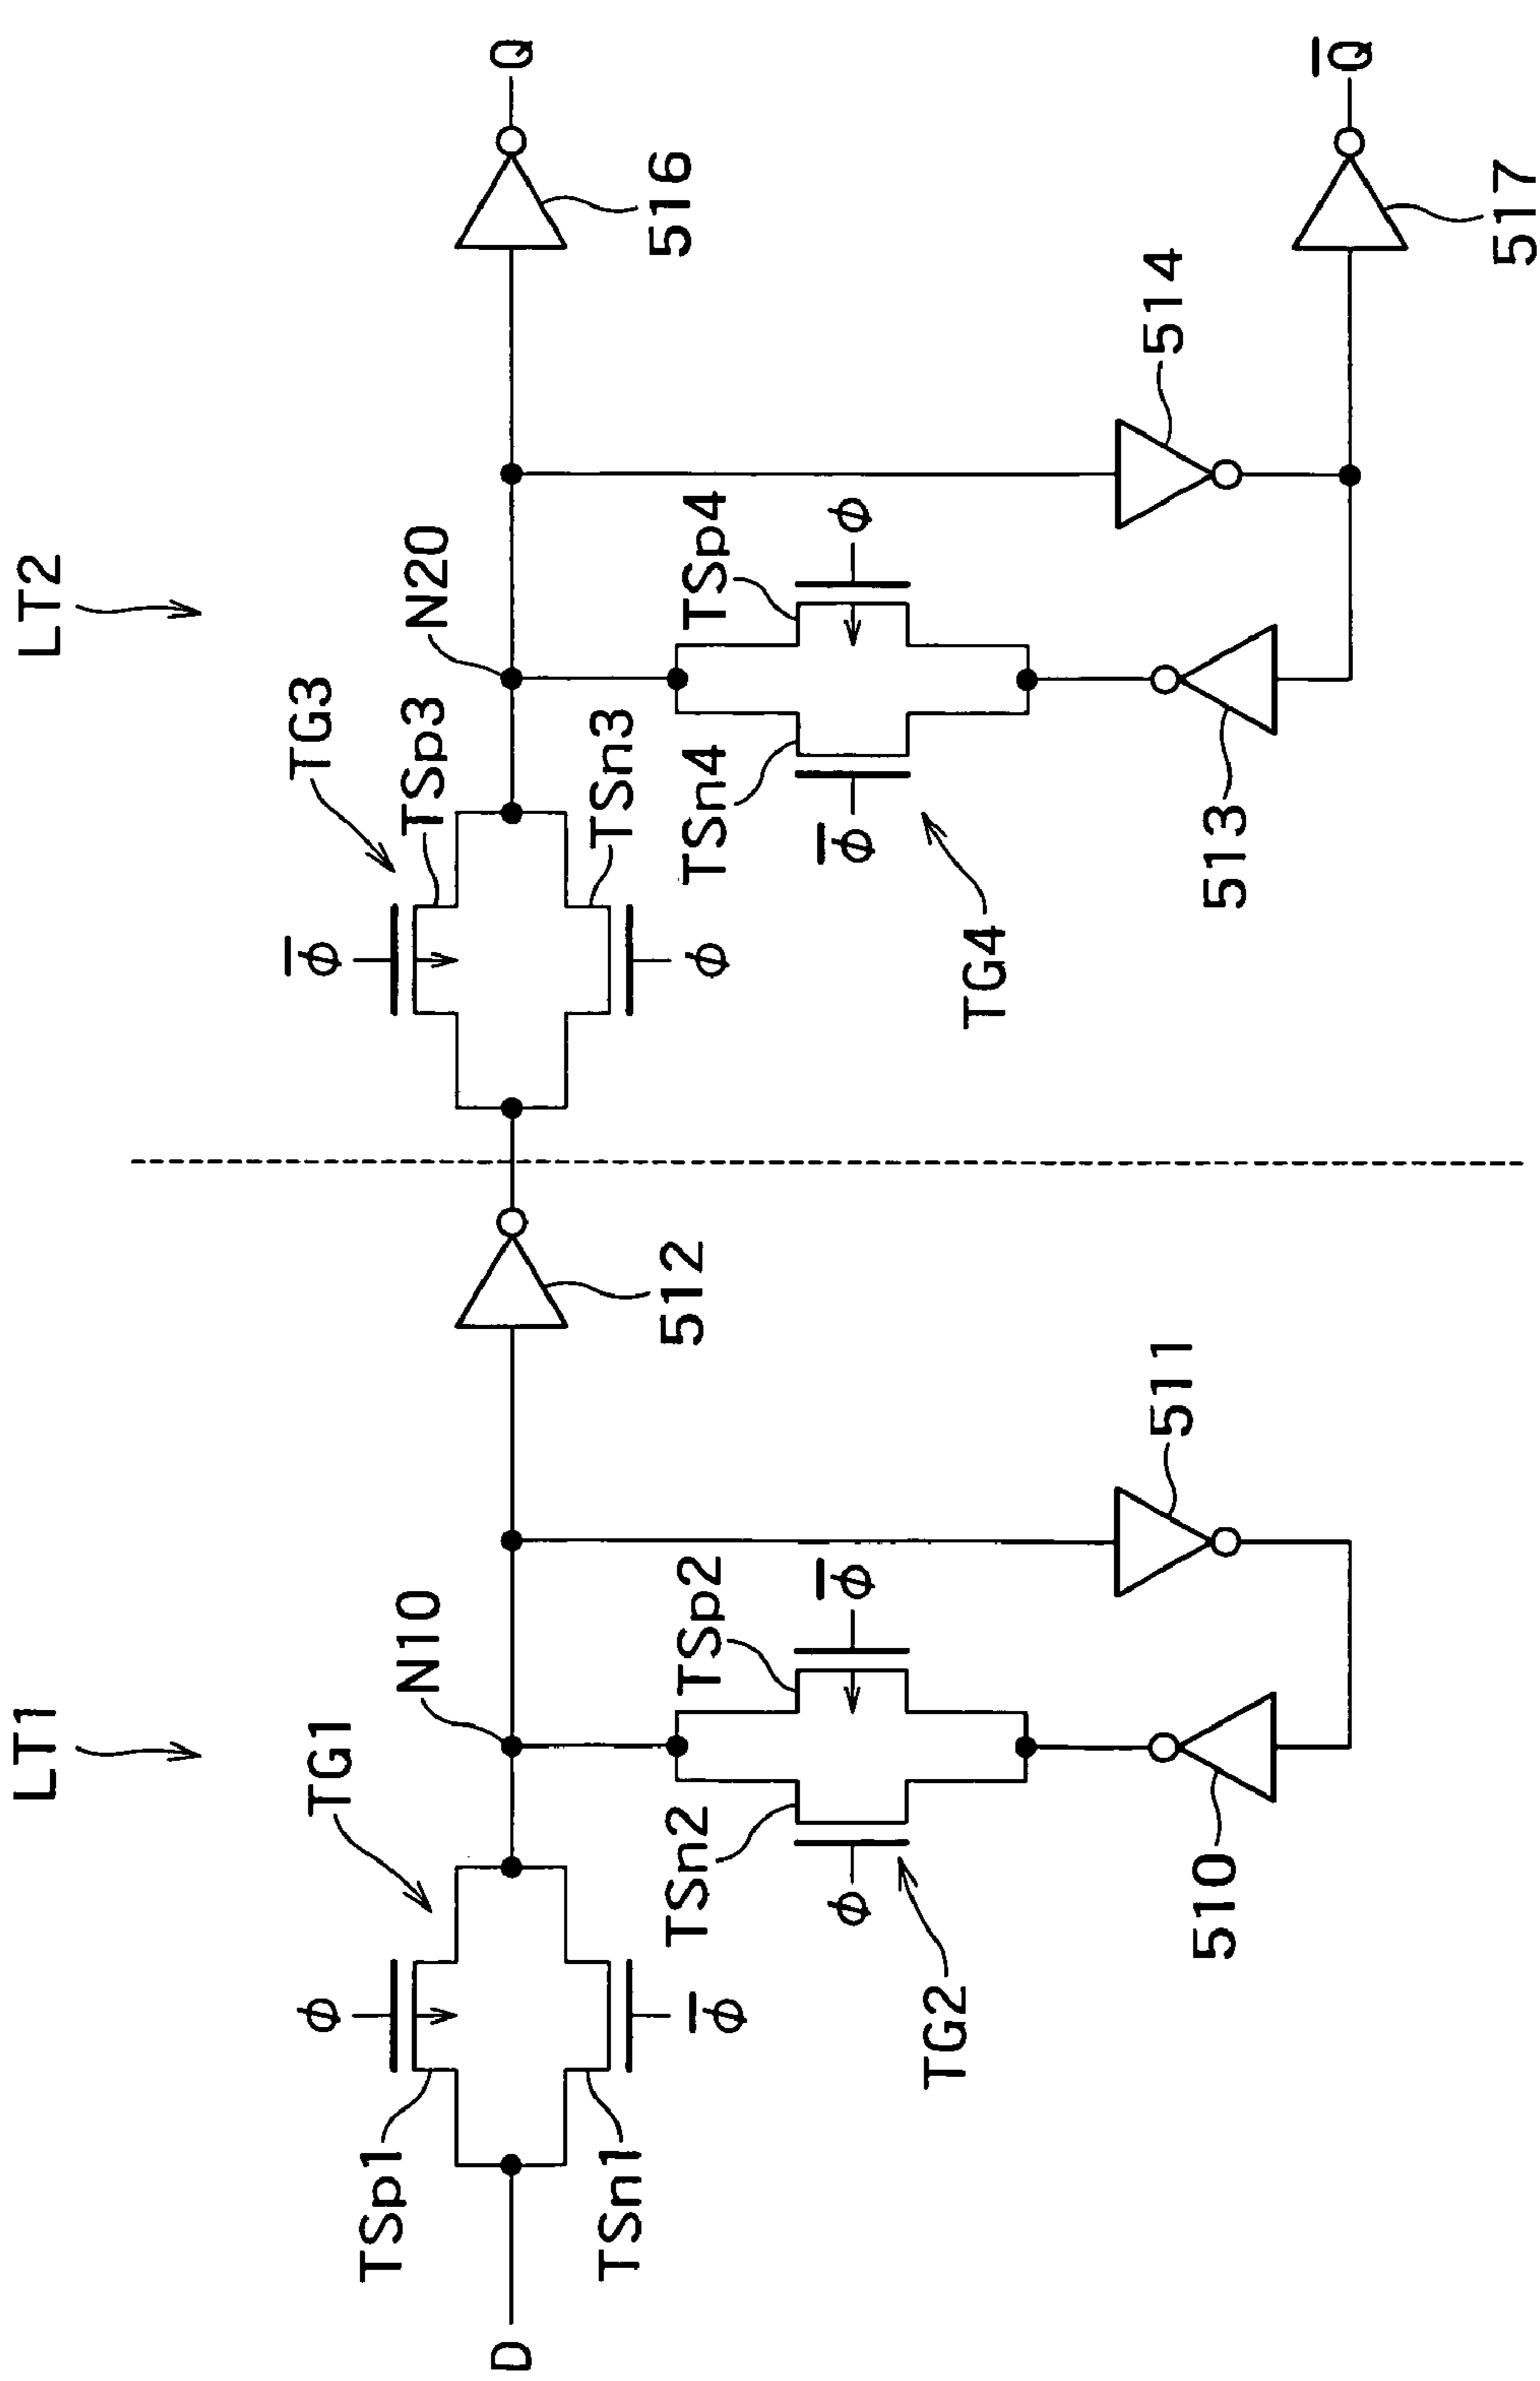 LT1
LT2
TG1
N10
TG3
N20
TSp1
φ
φ̅
TSp3
D
TSn1
φ̅
TSn2
φ
TSp2
φ̅
512
TSn3
φ
TSn4
φ̅
TSp4
φ
516
Q
TG2
510
511
TG4
513
514
517
Q̅